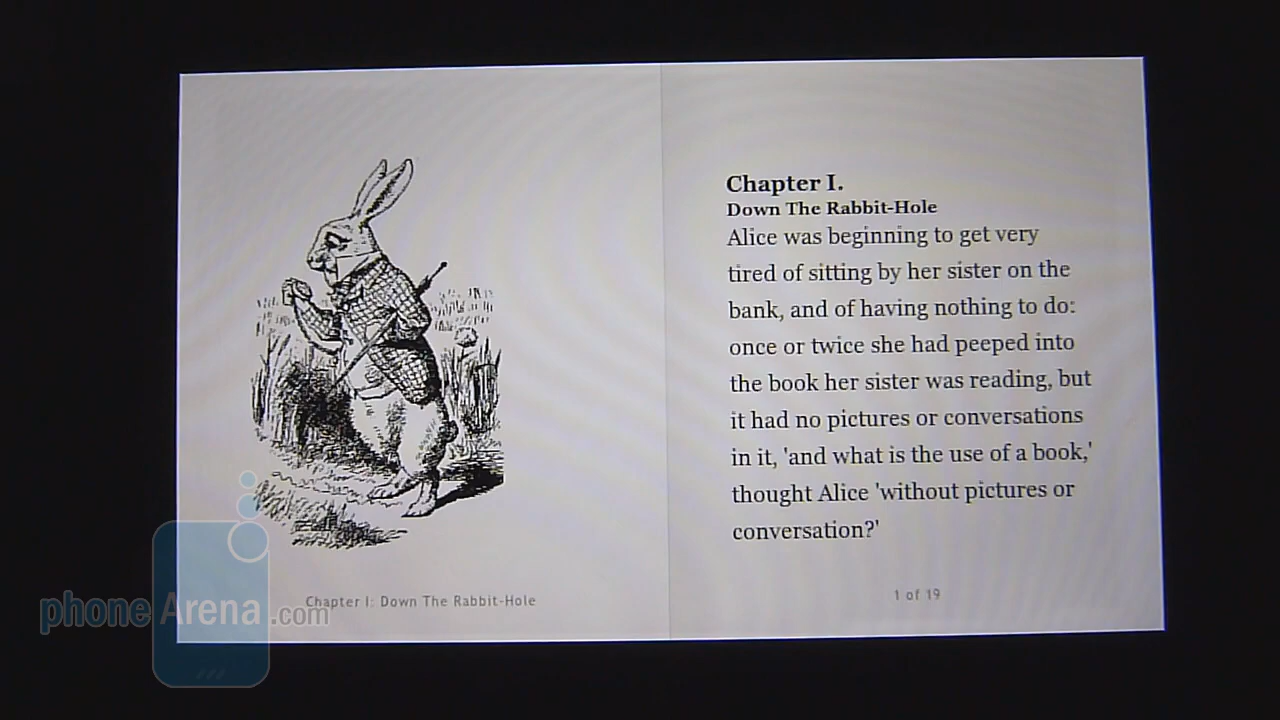 Chapter I.
Down The Rabbit-Hole
Alice was beginning to get very
tired of sitting by her sister on the
bank, and of having nothing to do:
once or twice she had peeped into
the book her sister was reading, but
it had no pictures or conversations
in it, 'and what is the use of a book,'
thought Alice 'without pictures or
conversation?'
Chapter I: Down The Rabbit-Hole
1 of 19
phoneArena.com